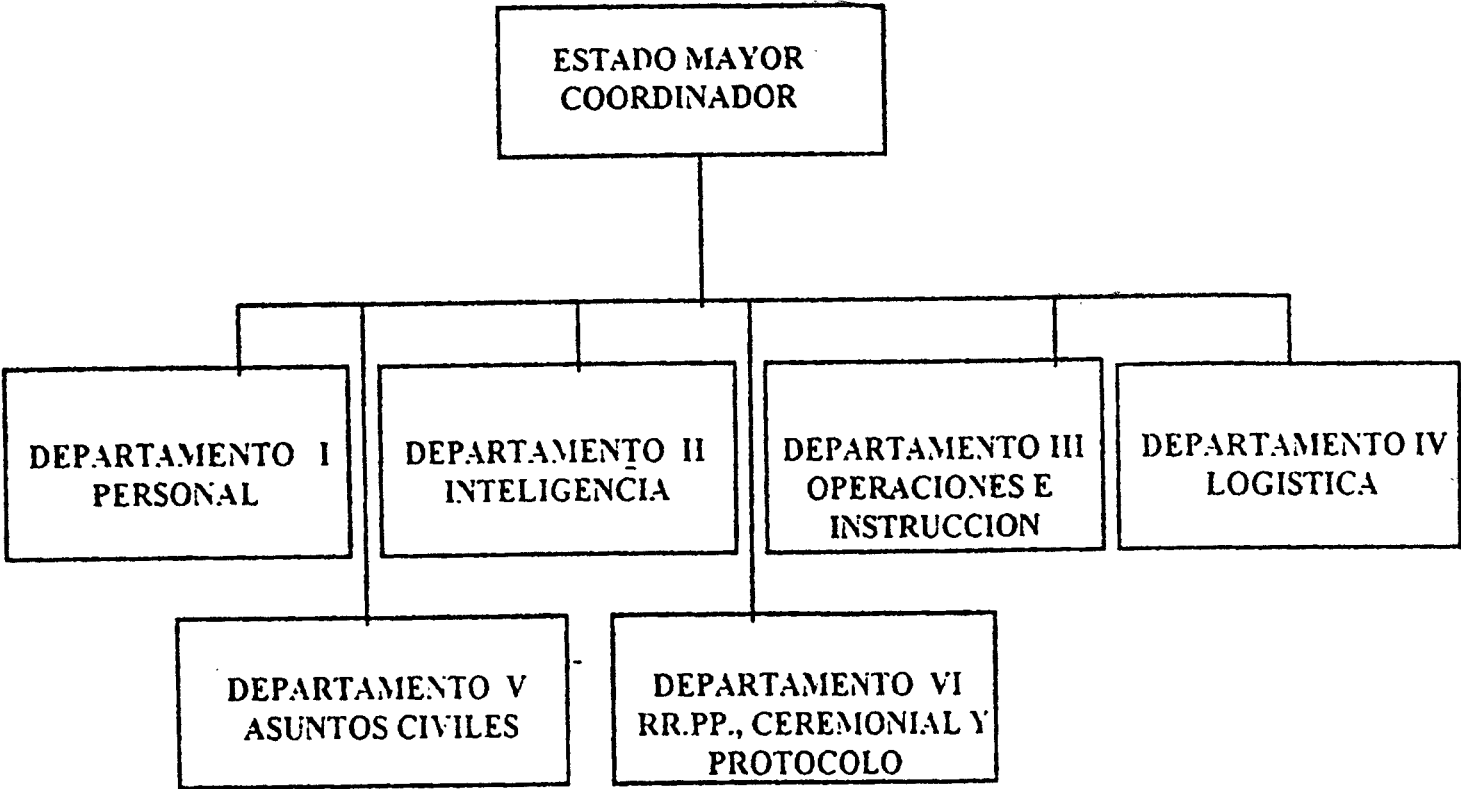 ESTADO MAYOR
COORDINADOR
DEPARTAMENTO I
PERSONAL
DEPARTAMENTO II
INTELIGENCIA
DEPARTAMENTO III
OPERACIONES E
INSTRUCCION
DEPARTAMENTO IV
LOGISTICA
DEPARTAMENTO V
ASUNTOS CIVILES
DEPARTAMENTO VI
RR.PP., CEREMONIAL Y
PROTOCOLO